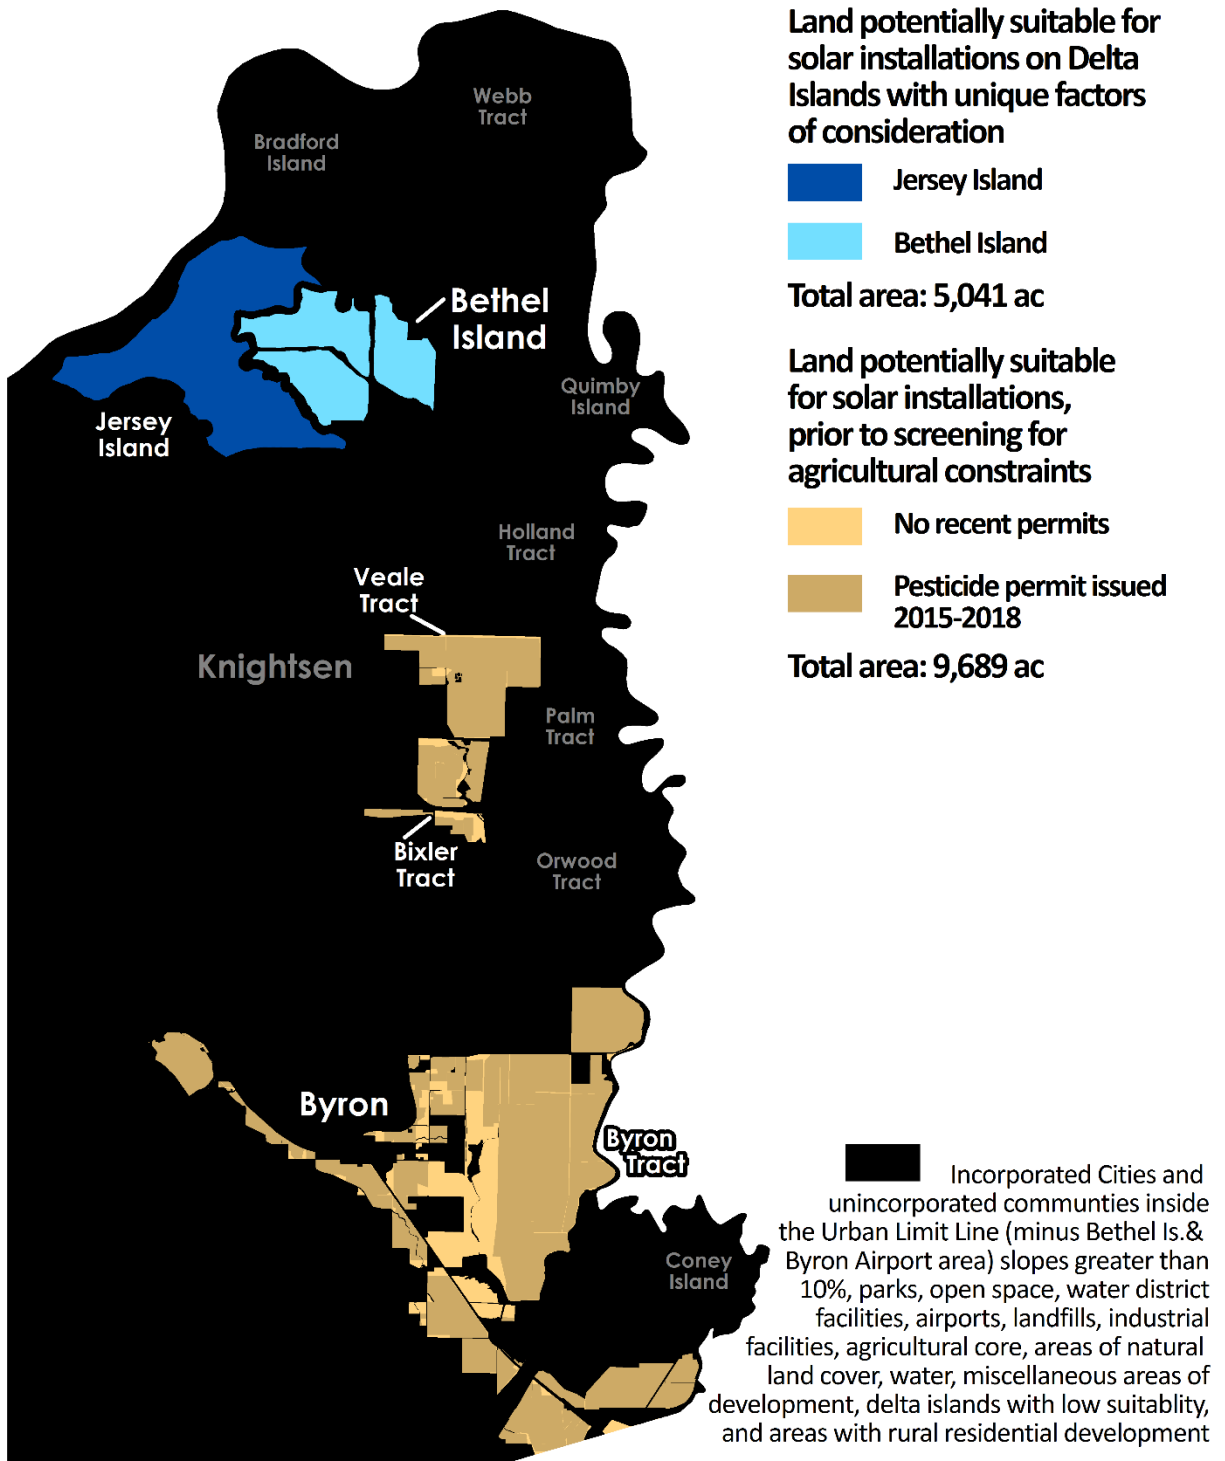 Land potentially suitable for
solar installations on Delta
Islands with unique factors
of consideration
Jersey Island
Bethel Island
Total area: 5,041 ac
Land potentially suitable
for solar installations,
prior to screening for
agricultural constraints
No recent permits
Pesticide permit issued
2015-2018
Total area: 9,689 ac
Webb
Tract
Bradford
Island
Bethel
Island
Quimby
Island
Jersey
Island
Holland
Tract
Veale
Tract
Knightsen
Palm
Tract
Bixler
Tract
Orwood
Tract
Byron
Byron
Tract
Coney
Island
Incorporated Cities and
unincorporated communties inside
the Urban Limit Line (minus Bethel Is.&
Byron Airport area) slopes greater than
10%, parks, open space, water district
facilities, airports, landfills, industrial
facilities, agricultural core, areas of natural
land cover, water, miscellaneous areas of
development, delta islands with low suitablity,
and areas with rural residential development